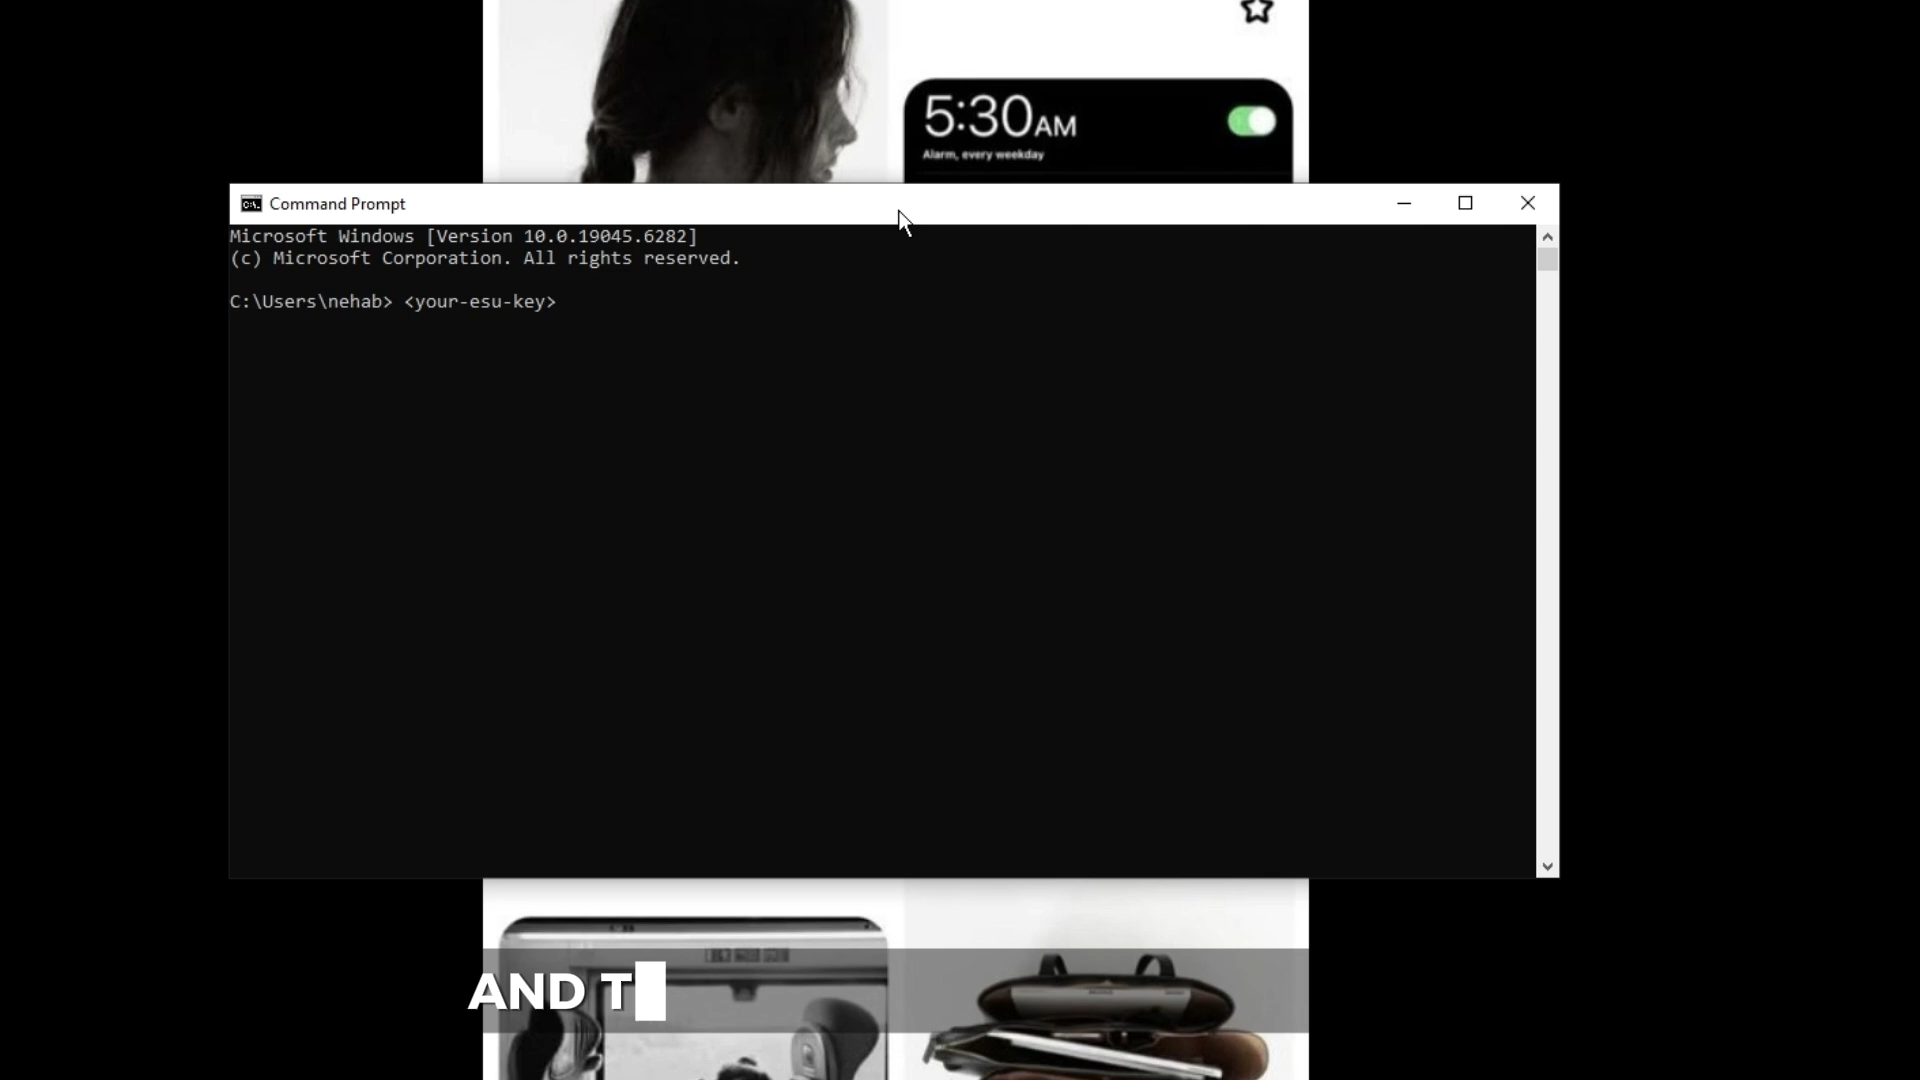 5:30AM
Alarm, every weekday
Command Prompt
Microsoft Windows [Version 10.0.19045.6282]
(c) Microsoft Corporation. All rights reserved.
C:\Users\nehab> <your-esu-key>
AND T